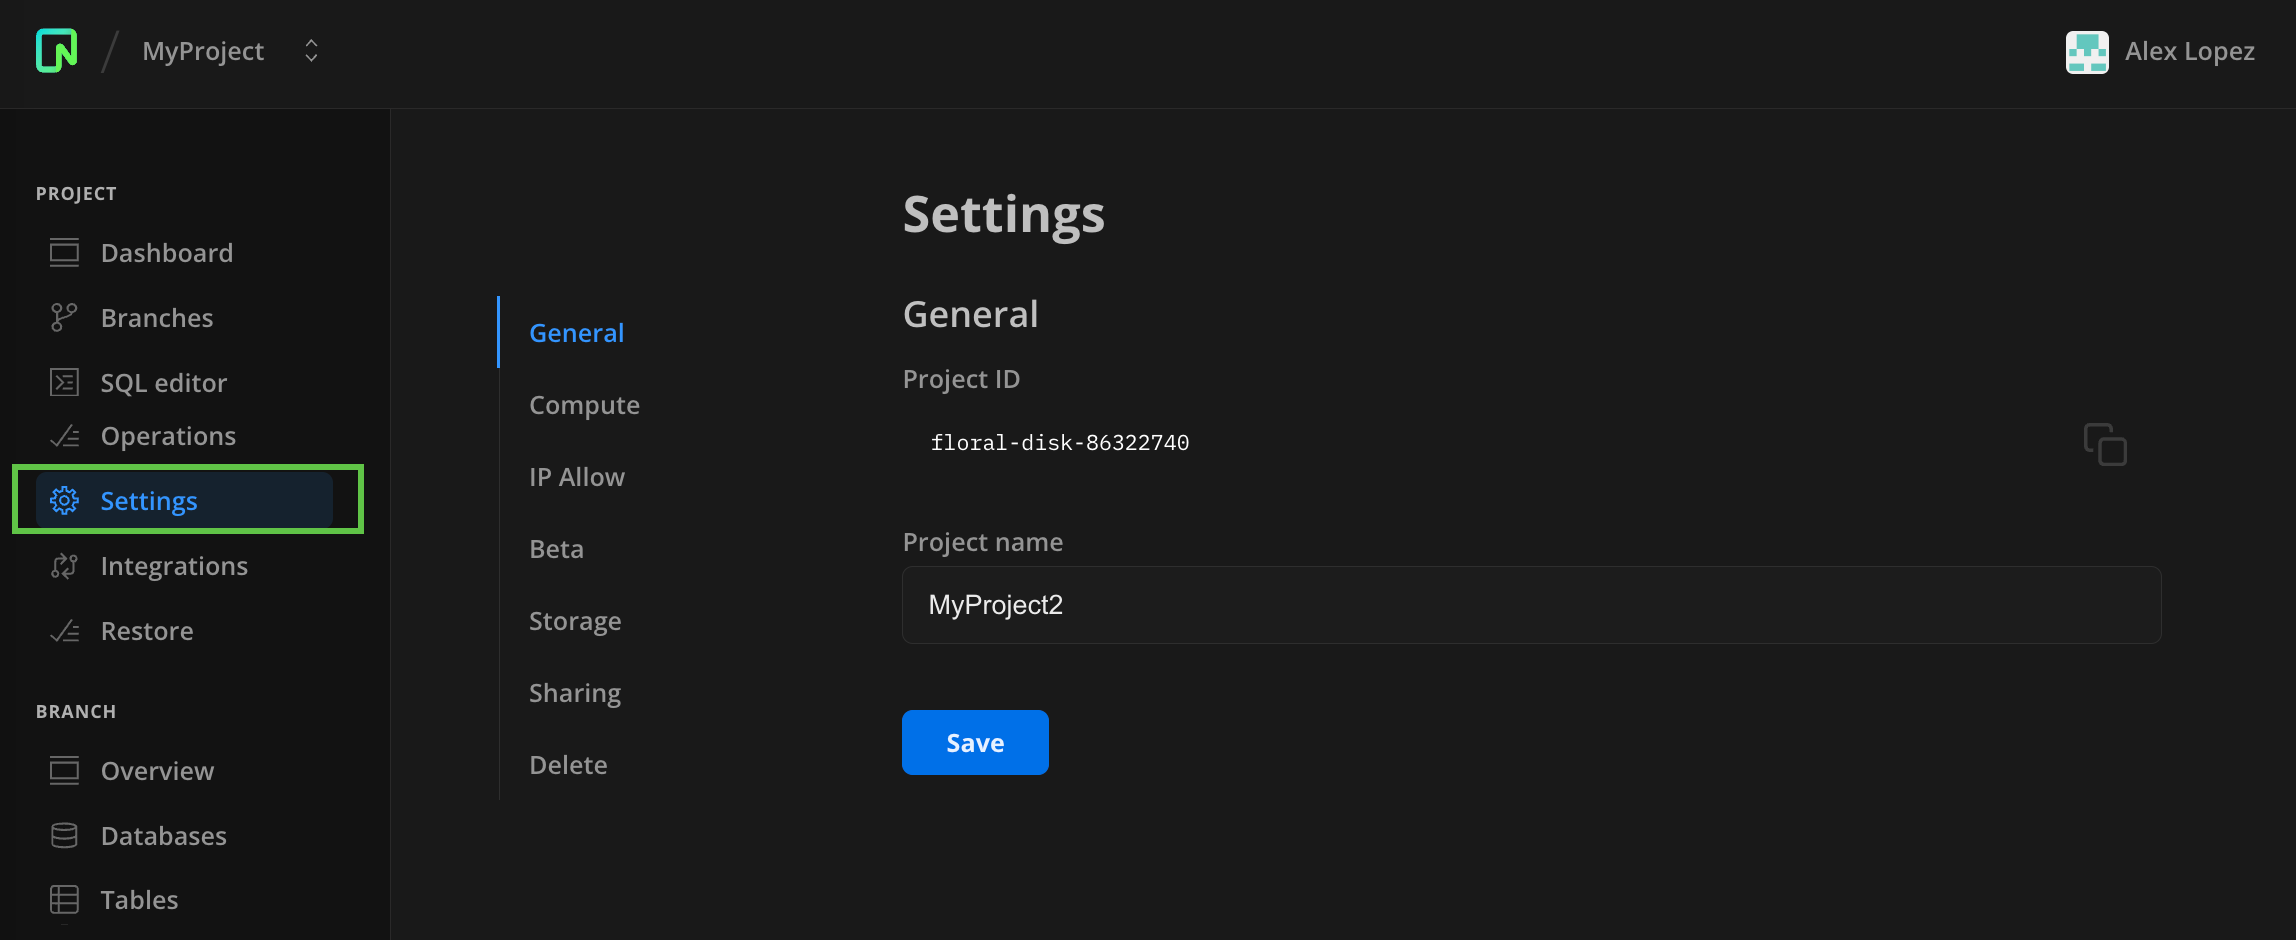 MyProject
Alex Lopez
PROJECT
Dashboard
Branches
SQL editor
Operations
Settings
Integrations
Restore
BRANCH
Overview
Databases
Tables
General
Compute
IP Allow
Beta
Storage
Sharing
Delete
Settings
General
Project ID
floral-disk-86322740
Project name
MyProject2
Save